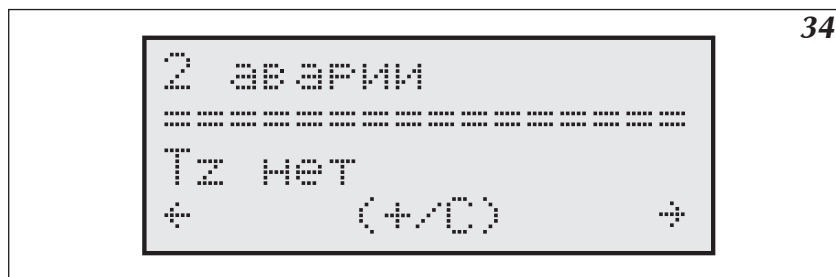 34
2 аварии
================
Tz нет
← (+/C) →